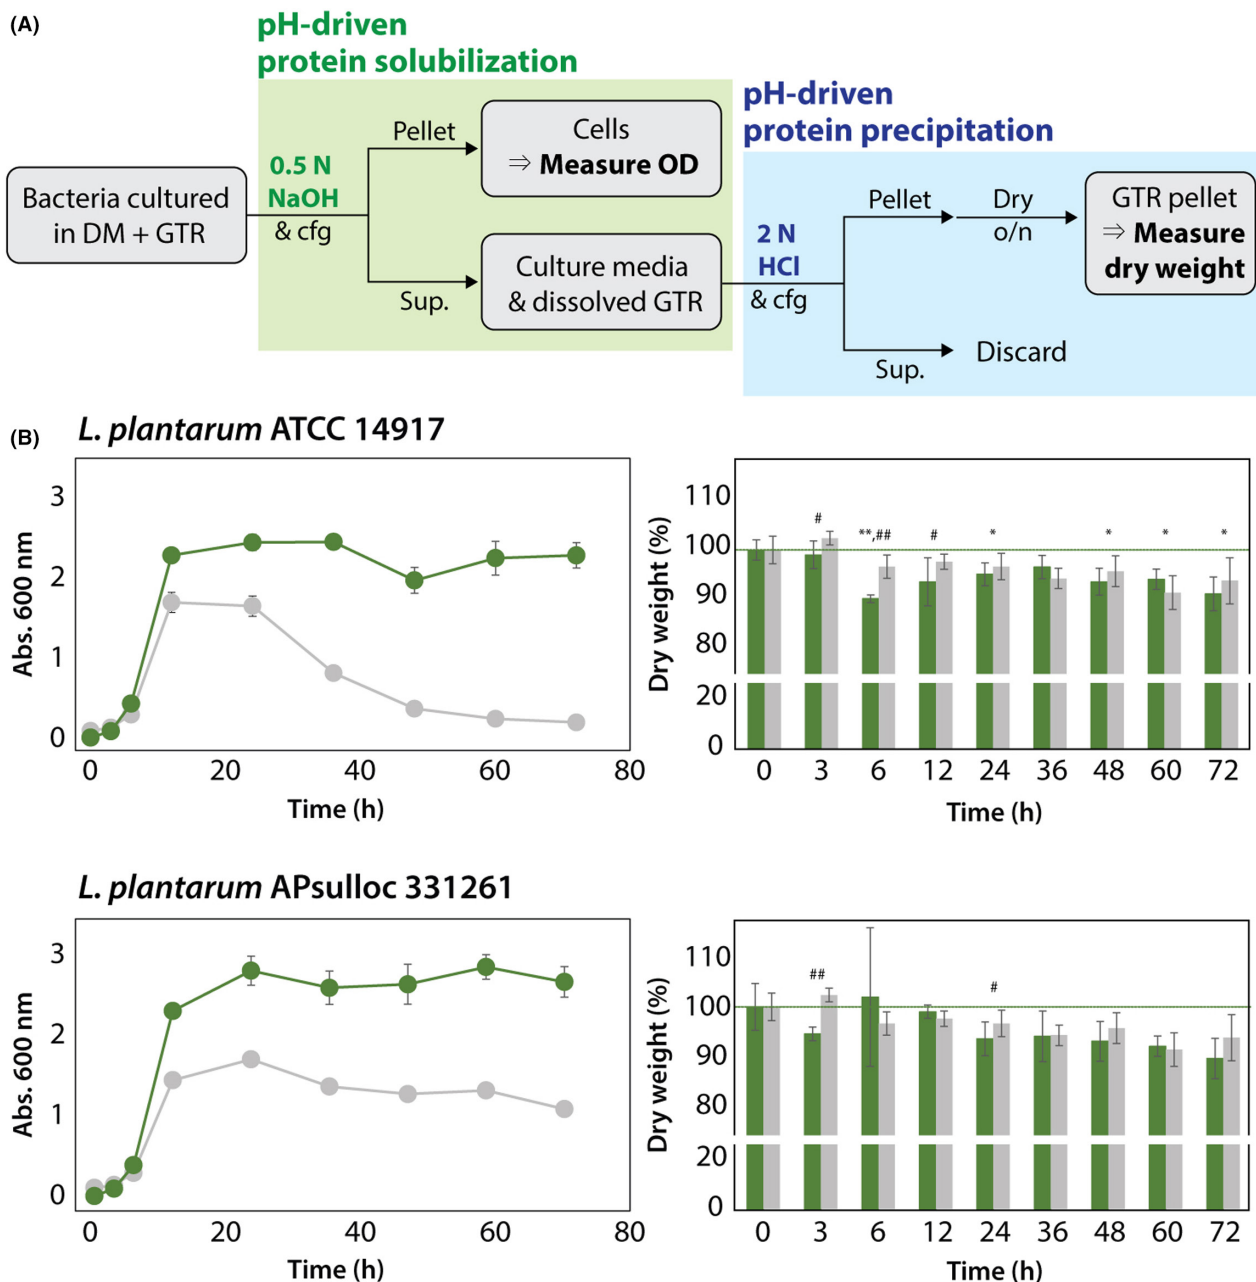 (A)
pH-driven
protein solubilization
pH-driven
protein precipitation
Bacteria cultured
in DM + GTR
0.5 N
NaOH
& cfg
Pellet
Cells
⇒ Measure OD
Sup.
Culture media
& dissolved GTR
2 N
HCl
& cfg
Pellet
Dry
o/n
GTR pellet
⇒ Measure
dry weight
Sup.
Discard
(B)
L. plantarum ATCC 14917
Abs. 600 nm
3
2
1
0
0 20 40 60 80
Time (h)
Dry weight (%)
110
100
90
80
20
0
# **,## # * * * *
0 3 6 12 24 36 48 60 72
Time (h)
L. plantarum APsulloc 331261
Abs. 600 nm
3
2
1
0
0 20 40 60 80
Time (h)
Dry weight (%)
110
100
90
80
20
0
## #
0 3 6 12 24 36 48 60 72
Time (h)